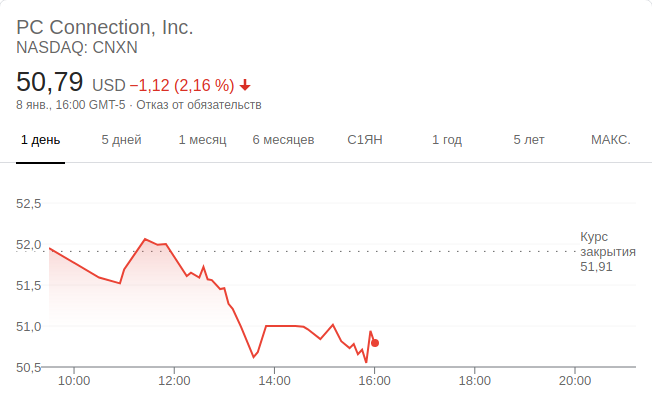 PC Connection, Inc.
NASDAQ: CNXN
50,79 USD −1,12 (2,16 %)
8 янв., 16:00 GMT-5 · Отказ от обязательств
1 день 5 дней 1 месяц 6 месяцев С1ЯН 1 год 5 лет МАКС.
52,5
52,0
51,5
51,0
50,5
Курс
закрытия
51,91
10:00 12:00 14:00 16:00 18:00 20:00